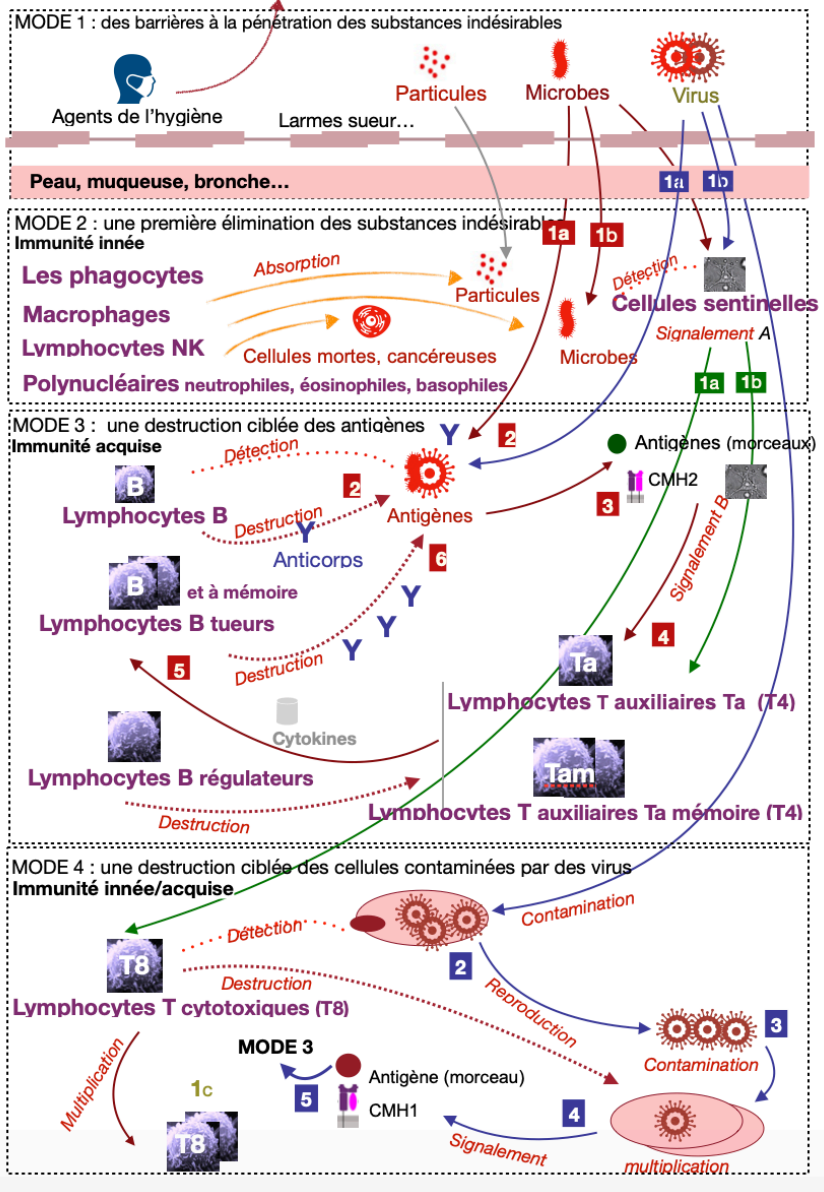 MODE 1 : des barrières à la pénétration des substances indésirables
Agents de l'hygiène
Larmes sueur…
Particules
Microbes
Virus
Peau, muqueuse, bronche…
1a
1b
MODE 2 : une première élimination des substances indésirables
Immunité innée
1a
1b
Les phagocytes
Absorption
Particules
Détection
Cellules sentinelles
Macrophages
Lymphocytes NK
Cellules mortes, cancéreuses
Microbes
Signalement A
Polynucléaires neutrophiles, éosinophiles, basophiles
1a
1b
MODE 3 : une destruction ciblée des antigènes
Immunité acquise
Y
2
Détection
B
Lymphocytes B
2
Destruction
Y
Anticorps
Antigènes
3
Antigènes (morceaux)
CMH2
Signalement B
6
B
et à mémoire
Lymphocytes B tueurs
Y
Y
Y
Destruction
5
4
Ta
Lymphocytes T auxiliaires Ta (T4)
Cytokines
Lymphocytes B régulateurs
Tam
Lymphocytes T auxiliaires Ta mémoire (T4)
Destruction
MODE 4 : une destruction ciblée des cellules contaminées par des virus
Immunité innée/acquise
Détection
Contamination
T8
Destruction
2
Reproduction
Lymphocytes T cytotoxiques (T8)
3
Contamination
Multiplication
MODE 3
5
Antigène (morceau)
CMH1
4
Signalement
1c
T8
multiplication